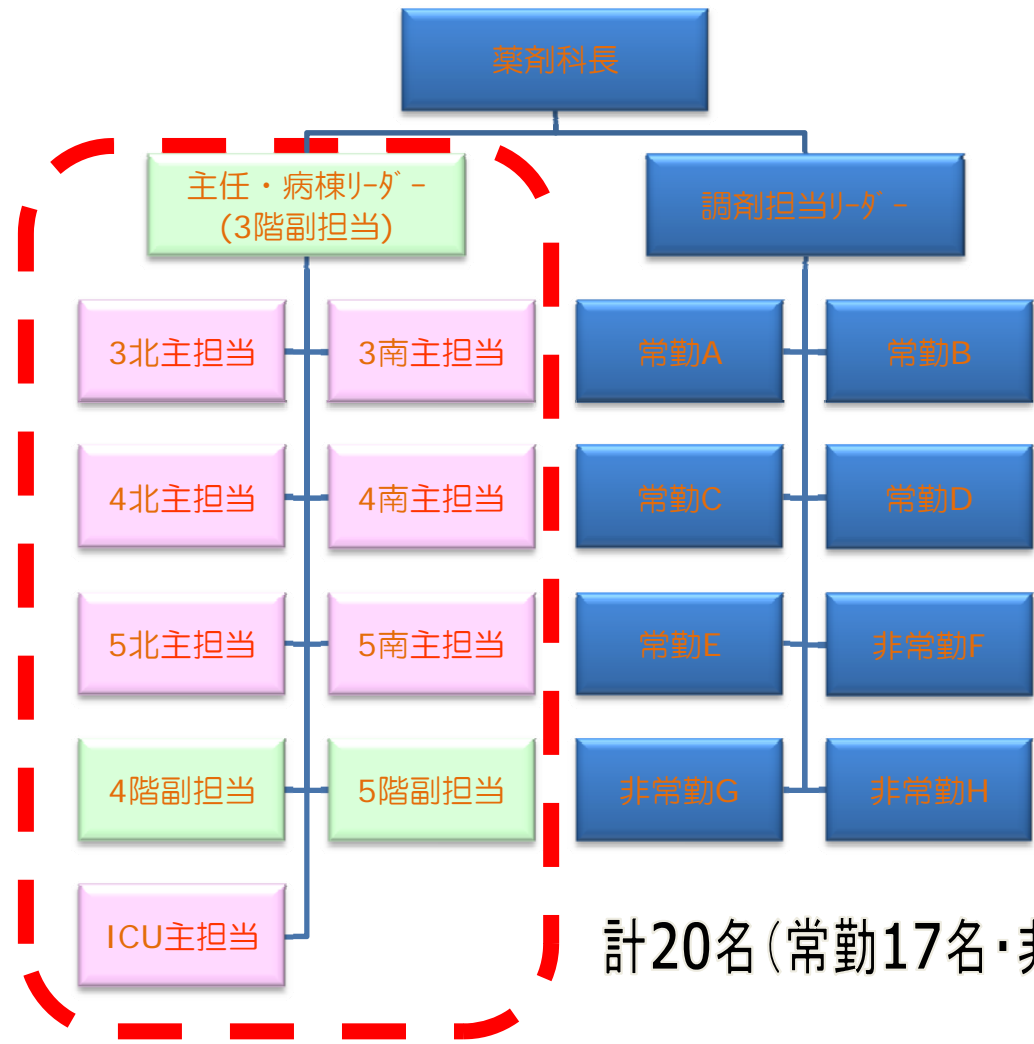 薬剤科長
主任・病棟ﾘｰﾀﾞｰ
(3階副担当)
調剤担当ﾘｰﾀﾞｰ
3北主担当
3南主担当
常勤A
常勤B
4北主担当
4南主担当
常勤C
常勤D
5北主担当
5南主担当
常勤E
非常勤F
4階副担当
5階副担当
非常勤G
非常勤H
ICU主担当
計20名(常勤17名・